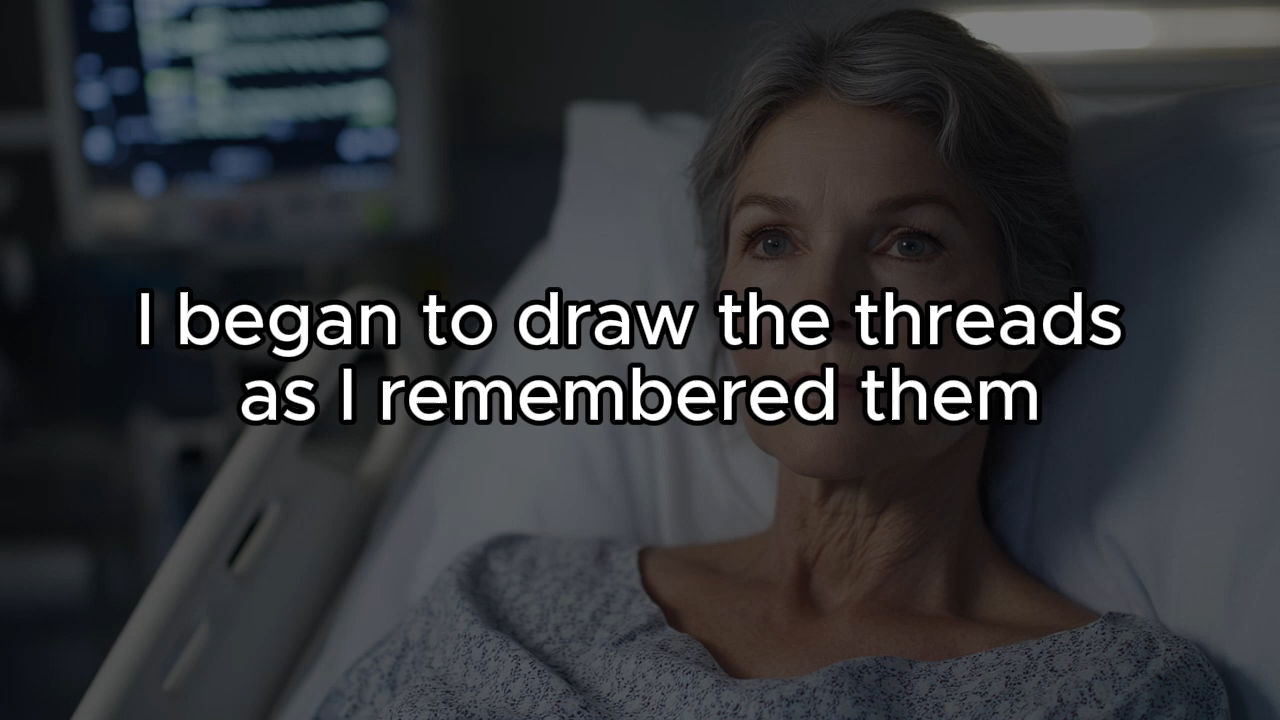 I began to draw the threads
as I remembered them